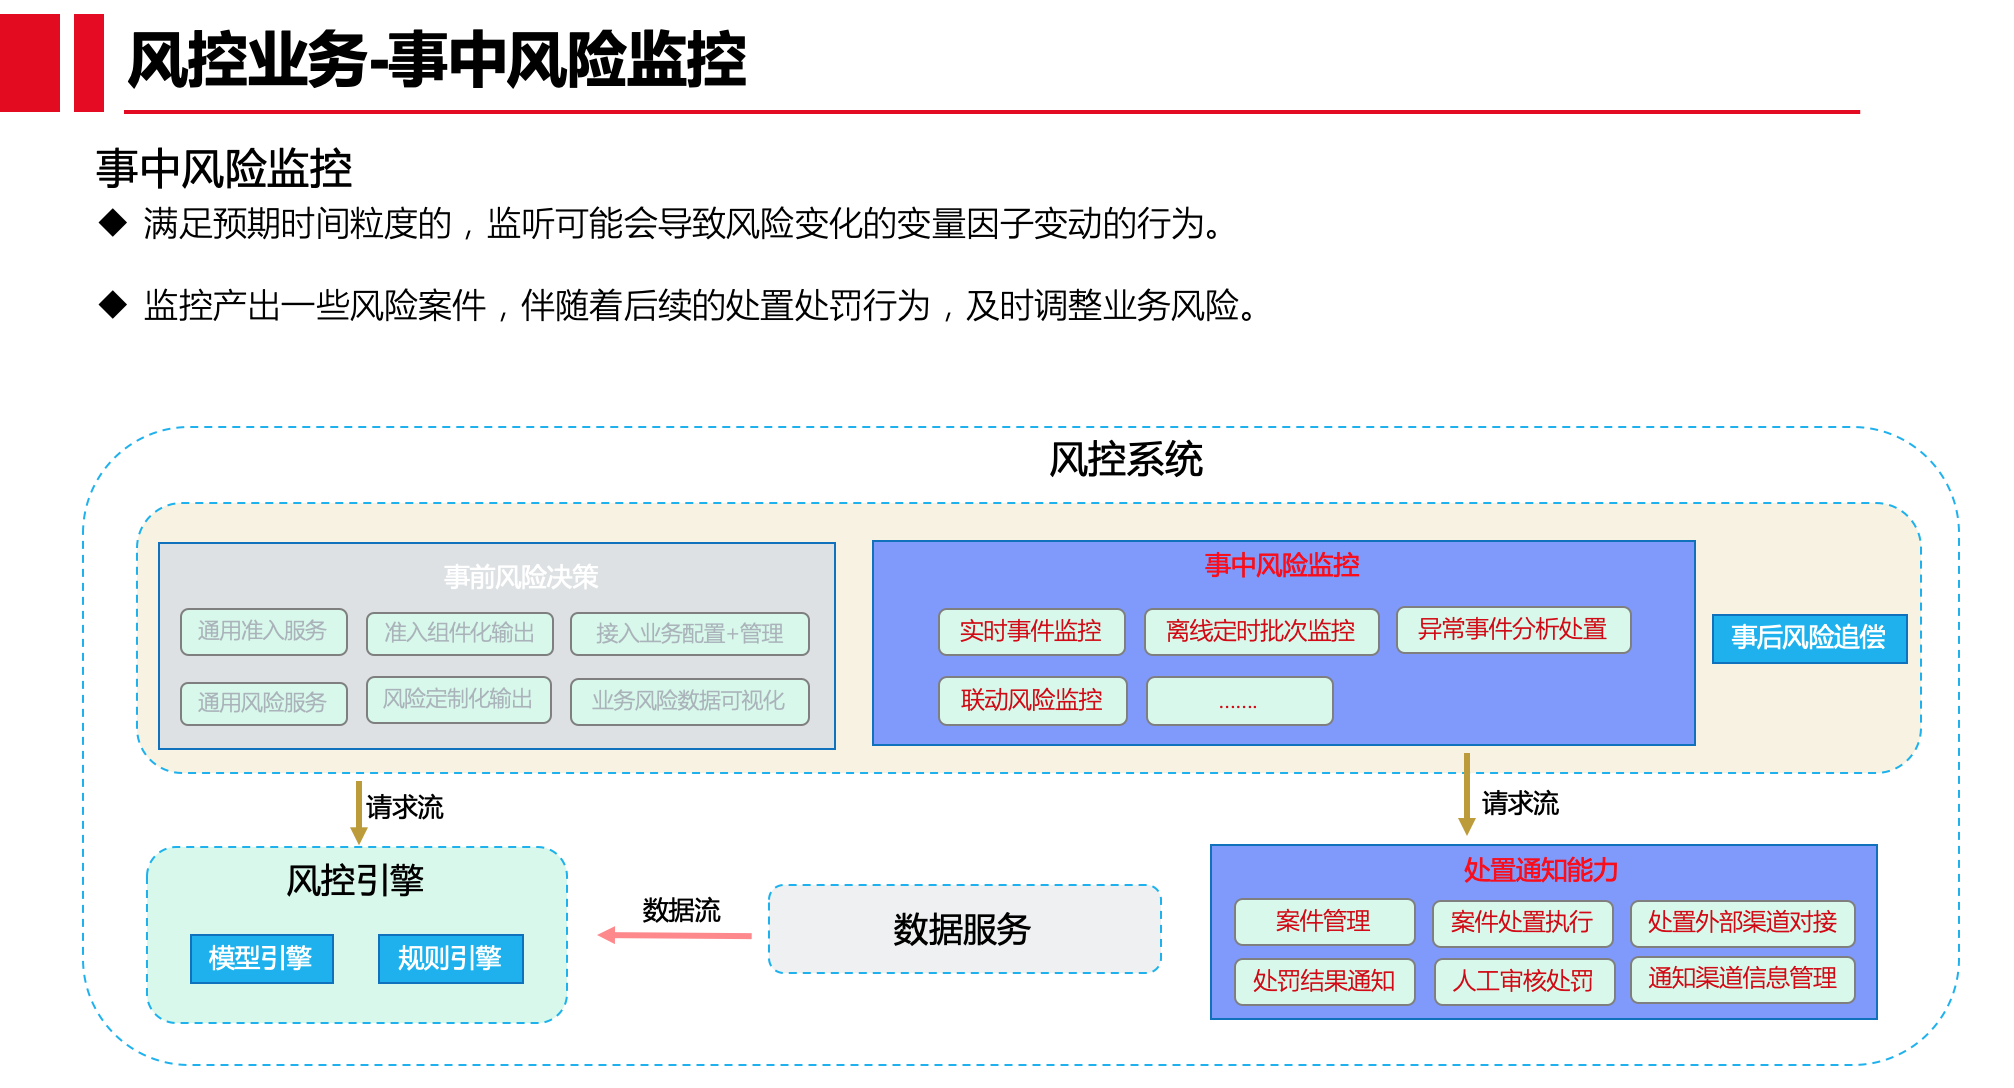 风控业务-事中风险监控
事中风险监控
◆ 满足预期时间粒度的，监听可能会导致风险变化的变量因子变动的行为。
◆ 监控产出一些风险案件，伴随着后续的处置处罚行为，及时调整业务风险。
风控系统
事前风险决策
通用准入服务
准入组件化输出
接入业务配置+管理
通用风险服务
风险定制化输出
业务风险数据可视化
事中风险监控
实时事件监控
离线定时批次监控
异常事件分析处置
联动风险监控
.......
事后风险追偿
请求流
请求流
风控引擎
模型引擎
规则引擎
数据流
数据服务
处置通知能力
案件管理
案件处置执行
处置外部渠道对接
处罚结果通知
人工审核处罚
通知渠道信息管理